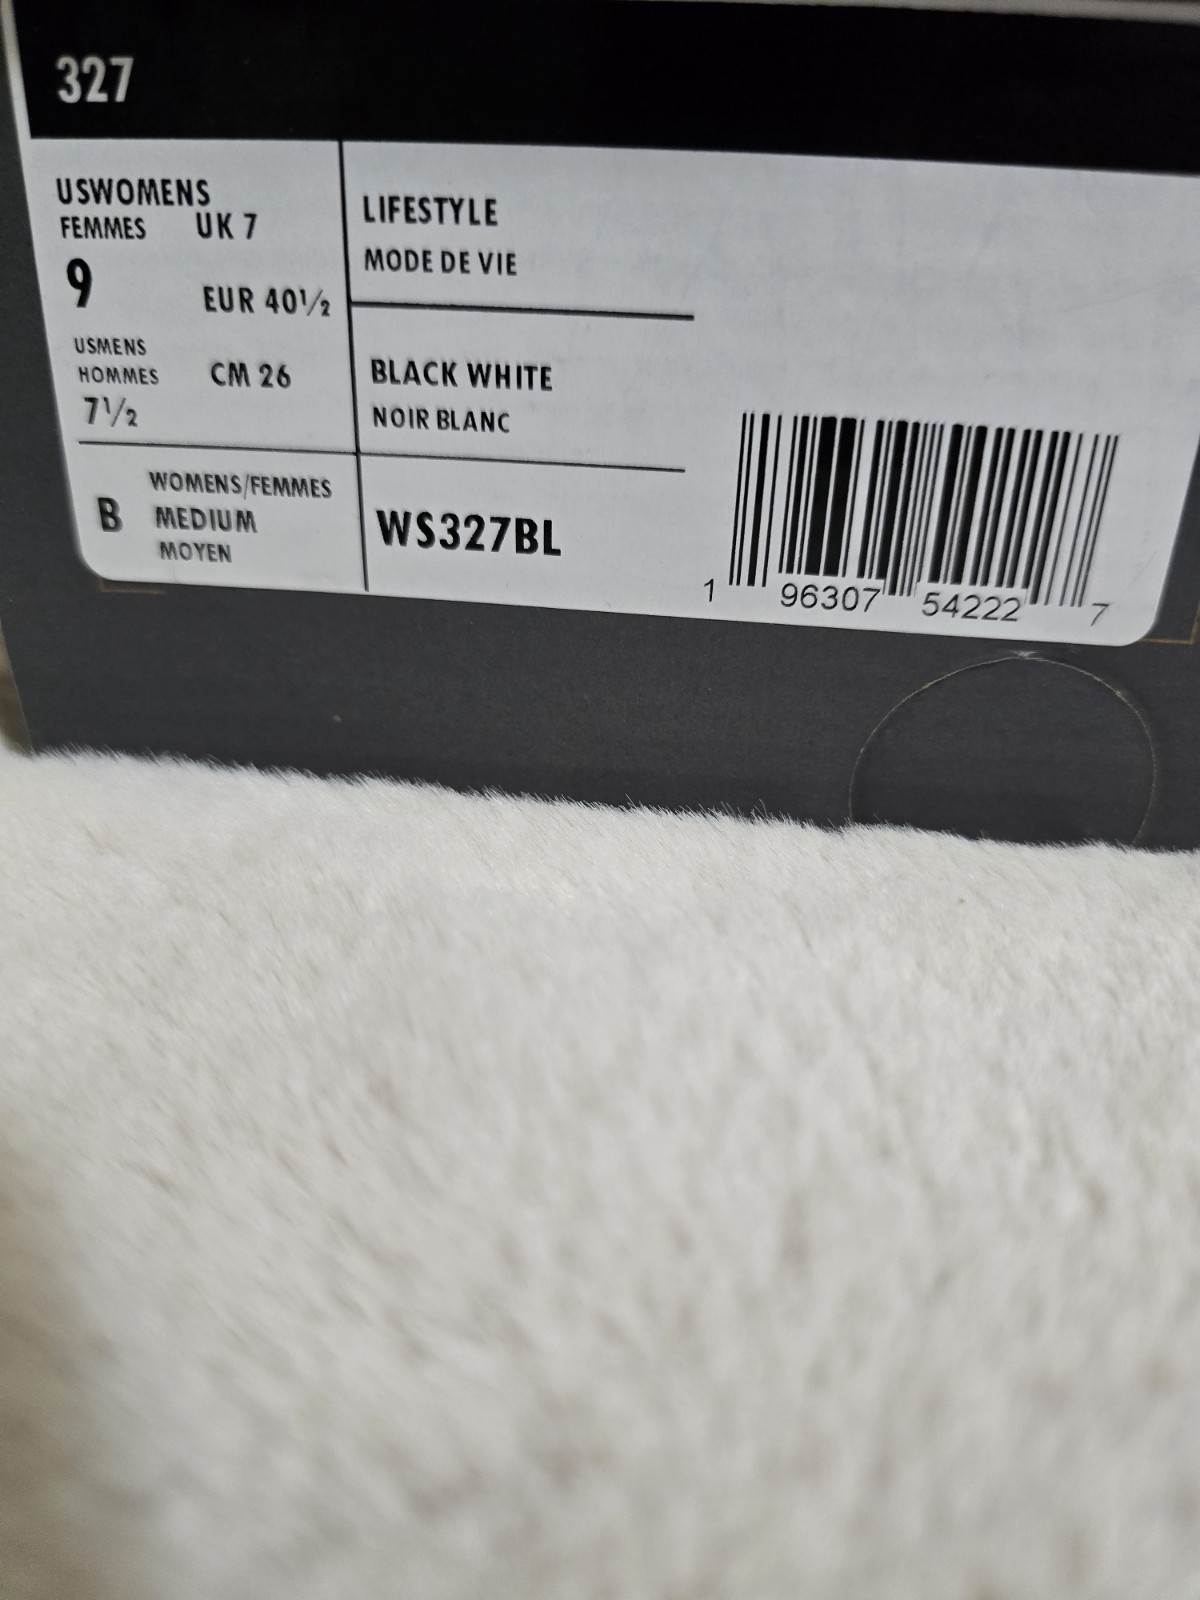 327
USWOMENS
FEMMES UK 7
9 EUR 40½
USMENS
HOMMES CM 26
7½
WOMENS/FEMMES
B MEDIUM
MOYEN
LIFESTYLE
MODE DE VIE
BLACK WHITE
NOIR BLANC
WS327BL
1 96307 54222 7